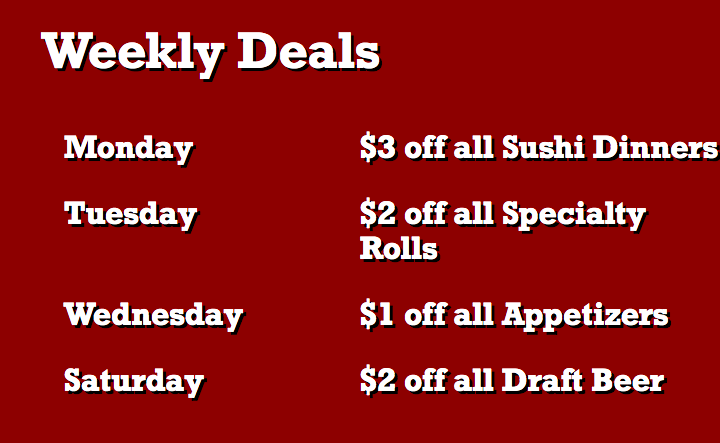 Weekly Deals
Monday $3 off all Sushi Dinners
Tuesday $2 off all Specialty
Rolls
Wednesday $1 off all Appetizers
Saturday $2 off all Draft Beer